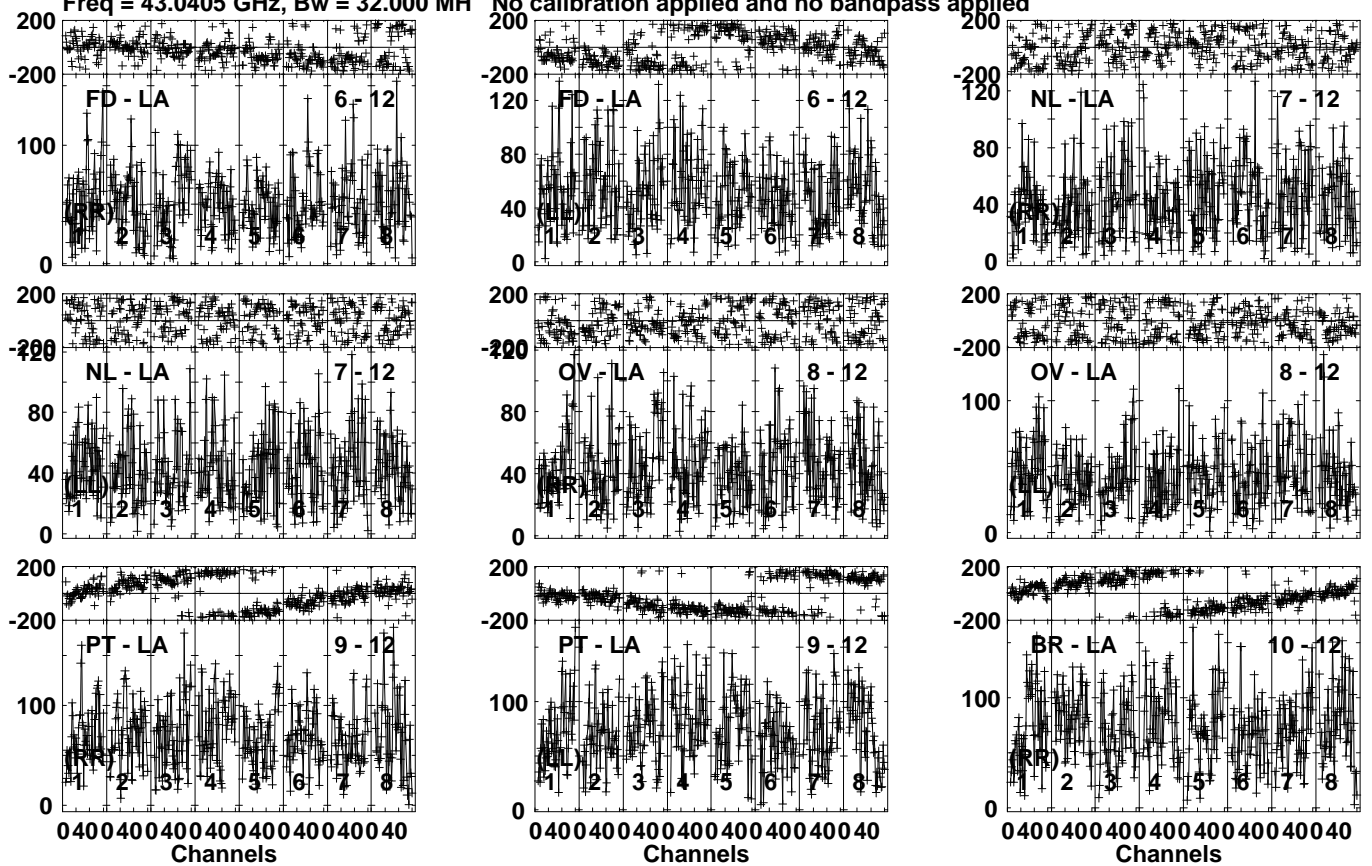 Freq = 43.0405 GHz, Bw = 32.000 MH No calibration applied and no bandpass applied
200 200 200
-200 -200 -200
FD - LA 6 - 12 FD - LA 6 - 12 NL - LA 7 - 12
120 120
100
80 80
40 40
(RR) (LL) (RR)
1 2 3 4 5 6 7 8 1 2 3 4 5 6 7 8 1 2 3 4 5 6 7 8
0 0 0
200 200 200
-200 -200 -200
120 120
NL - LA 7 - 12 OV - LA 8 - 12 OV - LA 8 - 12
100
80 80
40 40
(LL) (RR) (LL)
1 2 3 4 5 6 7 8 1 2 3 4 5 6 7 8 1 2 3 4 5 6 7 8
0 0 0
200 200 200
-200 -200 -200
PT - LA 9 - 12 PT - LA 9 - 12 BR - LA 10 - 12
100 100 100
(RR) (LL) (RR)
1 2 3 4 5 6 7 8 1 2 3 4 5 6 7 8 1 2 3 4 5 6 7 8
0 0 0
0 40 0 40 0 40 0 40 0 40 0 40 0 40 0 40 0 40 0 40 0 40 0 40 0 40 0 40 0 40 0 40 0 40 0 40 0 40 0 40 0 40 0 40 0 40 0 40
Channels Channels Channels